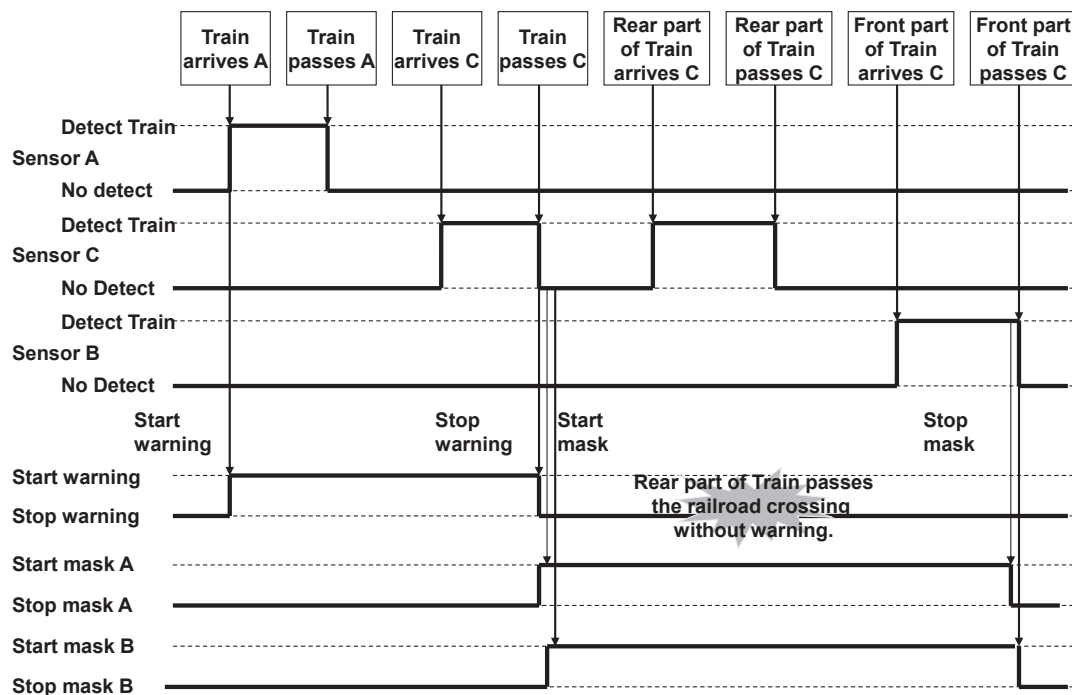 Train
arrives A
Train
passes A
Train
arrives C
Train
passes C
Rear part
of Train
arrives C
Rear part
of Train
passes C
Front part
of Train
arrives C
Front part
of Train
passes C
Detect Train
Sensor A
No detect
Detect Train
Sensor C
No Detect
Detect Train
Sensor B
No Detect
Start
warning
Stop
warning
Start
mask
Stop
mask
Start warning
Stop warning
Rear part of Train passes
the railroad crossing
without warning.
Start mask A
Stop mask A
Start mask B
Stop mask B